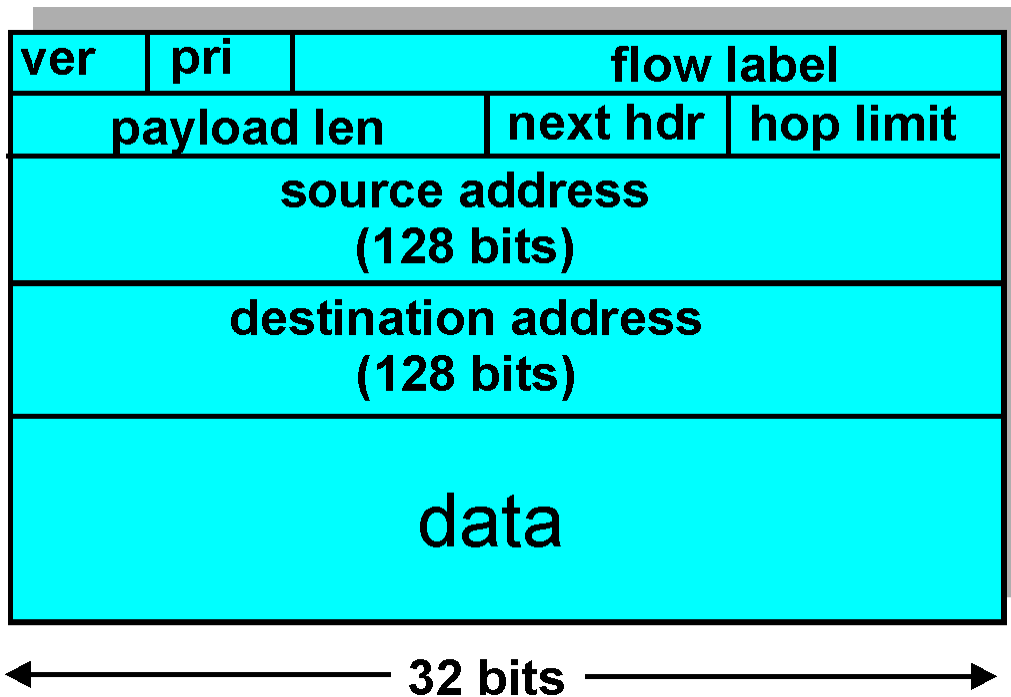 ver pri flow label
payload len next hdr hop limit
source address
(128 bits)
destination address
(128 bits)
data
32 bits